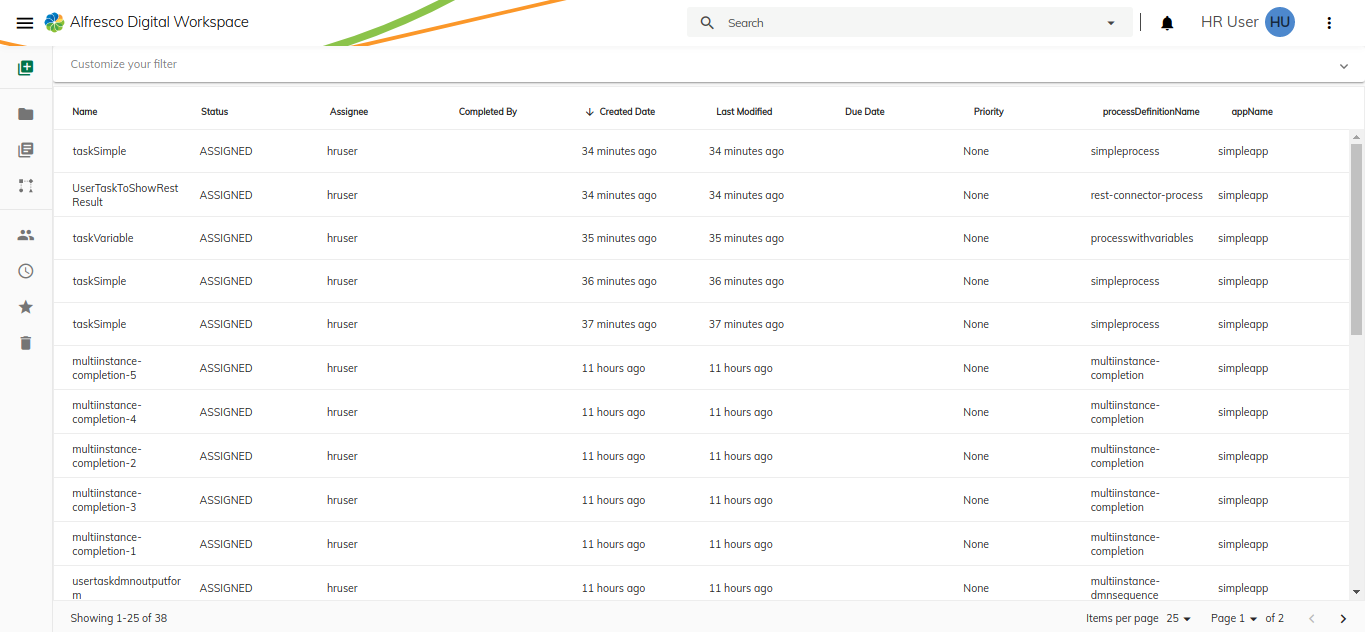 Alfresco Digital Workspace Search HR User HU
Customize your filter
Name Status Assignee Completed By Created Date Last Modified Due Date Priority processDefinitionName appName
taskSimple ASSIGNED hruser 34 minutes ago 34 minutes ago None simpleprocess simpleapp
UserTaskToShowRest
Result ASSIGNED hruser 34 minutes ago 34 minutes ago None rest-connector-process simpleapp
taskVariable ASSIGNED hruser 35 minutes ago 35 minutes ago None processwithvariables simpleapp
taskSimple ASSIGNED hruser 36 minutes ago 36 minutes ago None simpleprocess simpleapp
taskSimple ASSIGNED hruser 37 minutes ago 37 minutes ago None simpleprocess simpleapp
multiinstance-
completion-5 ASSIGNED hruser 11 hours ago 11 hours ago None multiinstance-
completion simpleapp
multiinstance-
completion-4 ASSIGNED hruser 11 hours ago 11 hours ago None multiinstance-
completion simpleapp
multiinstance-
completion-2 ASSIGNED hruser 11 hours ago 11 hours ago None multiinstance-
completion simpleapp
multiinstance-
completion-3 ASSIGNED hruser 11 hours ago 11 hours ago None multiinstance-
completion simpleapp
multiinstance-
completion-1 ASSIGNED hruser 11 hours ago 11 hours ago None multiinstance-
completion simpleapp
usertaskdmnoutputfor
m ASSIGNED hruser 11 hours ago 11 hours ago None multiinstance-
dmnsequence simpleapp
Showing 1-25 of 38 Items per page 25 Page 1 of 2